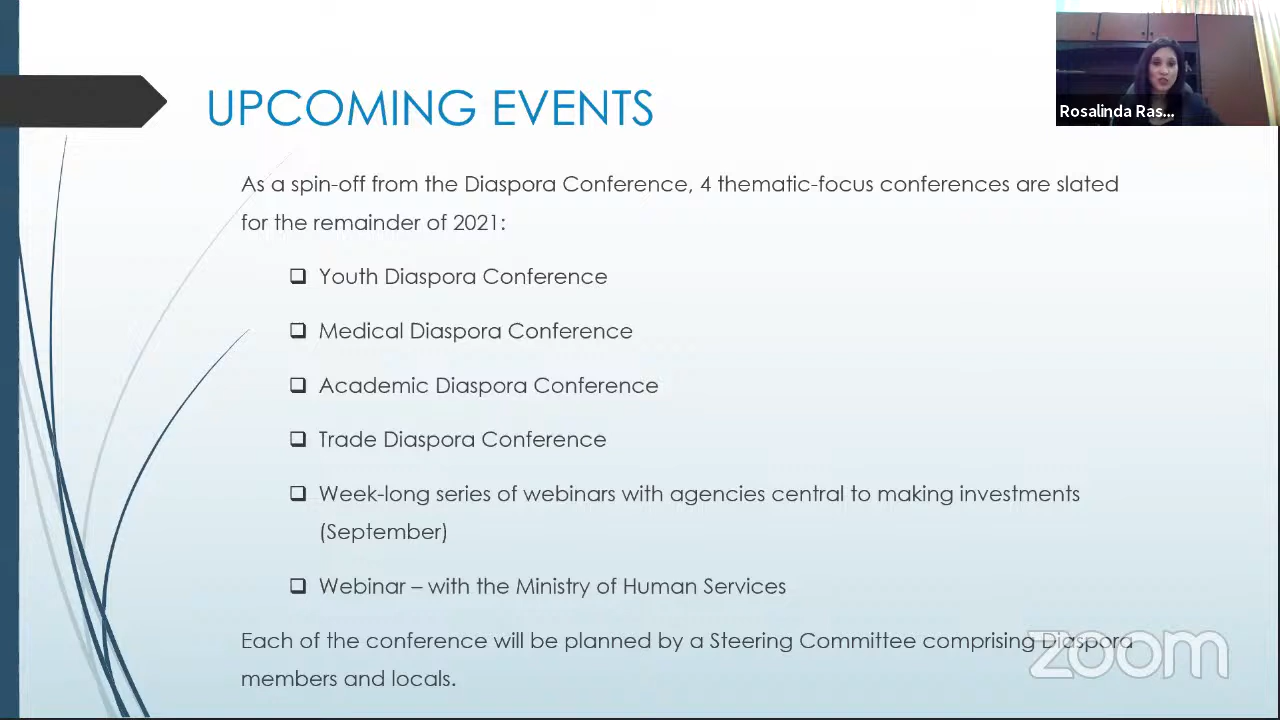 UPCOMING EVENTS
Rosalinda Ras...
As a spin-off from the Diaspora Conference, 4 thematic-focus conferences are slated
for the remainder of 2021:
❑ Youth Diaspora Conference
❑ Medical Diaspora Conference
❑ Academic Diaspora Conference
❑ Trade Diaspora Conference
❑ Week-long series of webinars with agencies central to making investments
(September)
❑ Webinar – with the Ministry of Human Services
Each of the conference will be planned by a Steering Committee comprising Diaspora
members and locals.
zoom